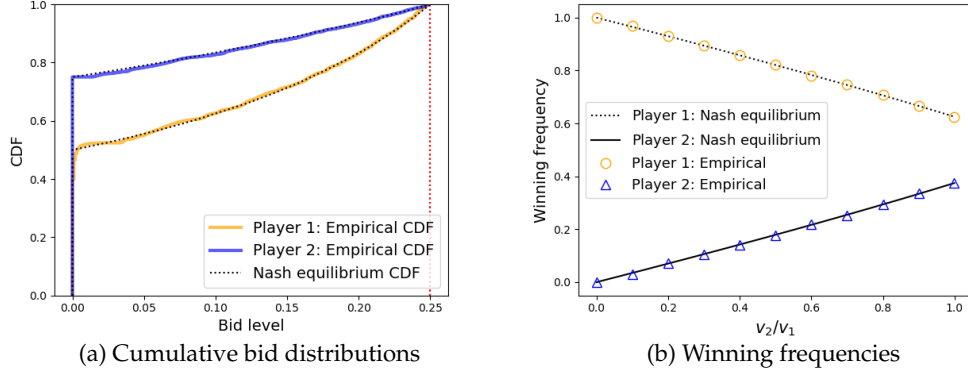 1.0
0.8
0.6
0.4
0.2
0.0
CDF
Player 1: Empirical CDF
Player 2: Empirical CDF
Nash equilibrium CDF
0.00 0.05 0.10 0.15 0.20 0.25
Bid level
(a) Cumulative bid distributions
1.0
0.8
0.6
0.4
0.2
0.0
Winning frequency
Player 1: Nash equilibrium
Player 2: Nash equilibrium
Player 1: Empirical
Player 2: Empirical
0.0 0.2 0.4 0.6 0.8 1.0
v₂/v₁
(b) Winning frequencies